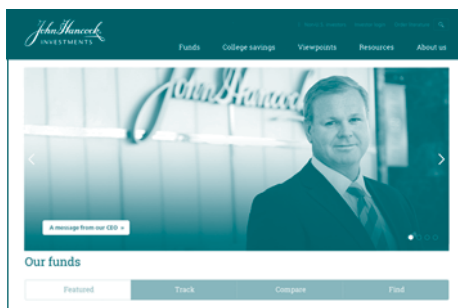 John Hancock
INVESTMENTS
Funds College savings Viewpoints Resources About us
John Hancock
A message from our CEO »
Our funds
Featured Track Compare Find